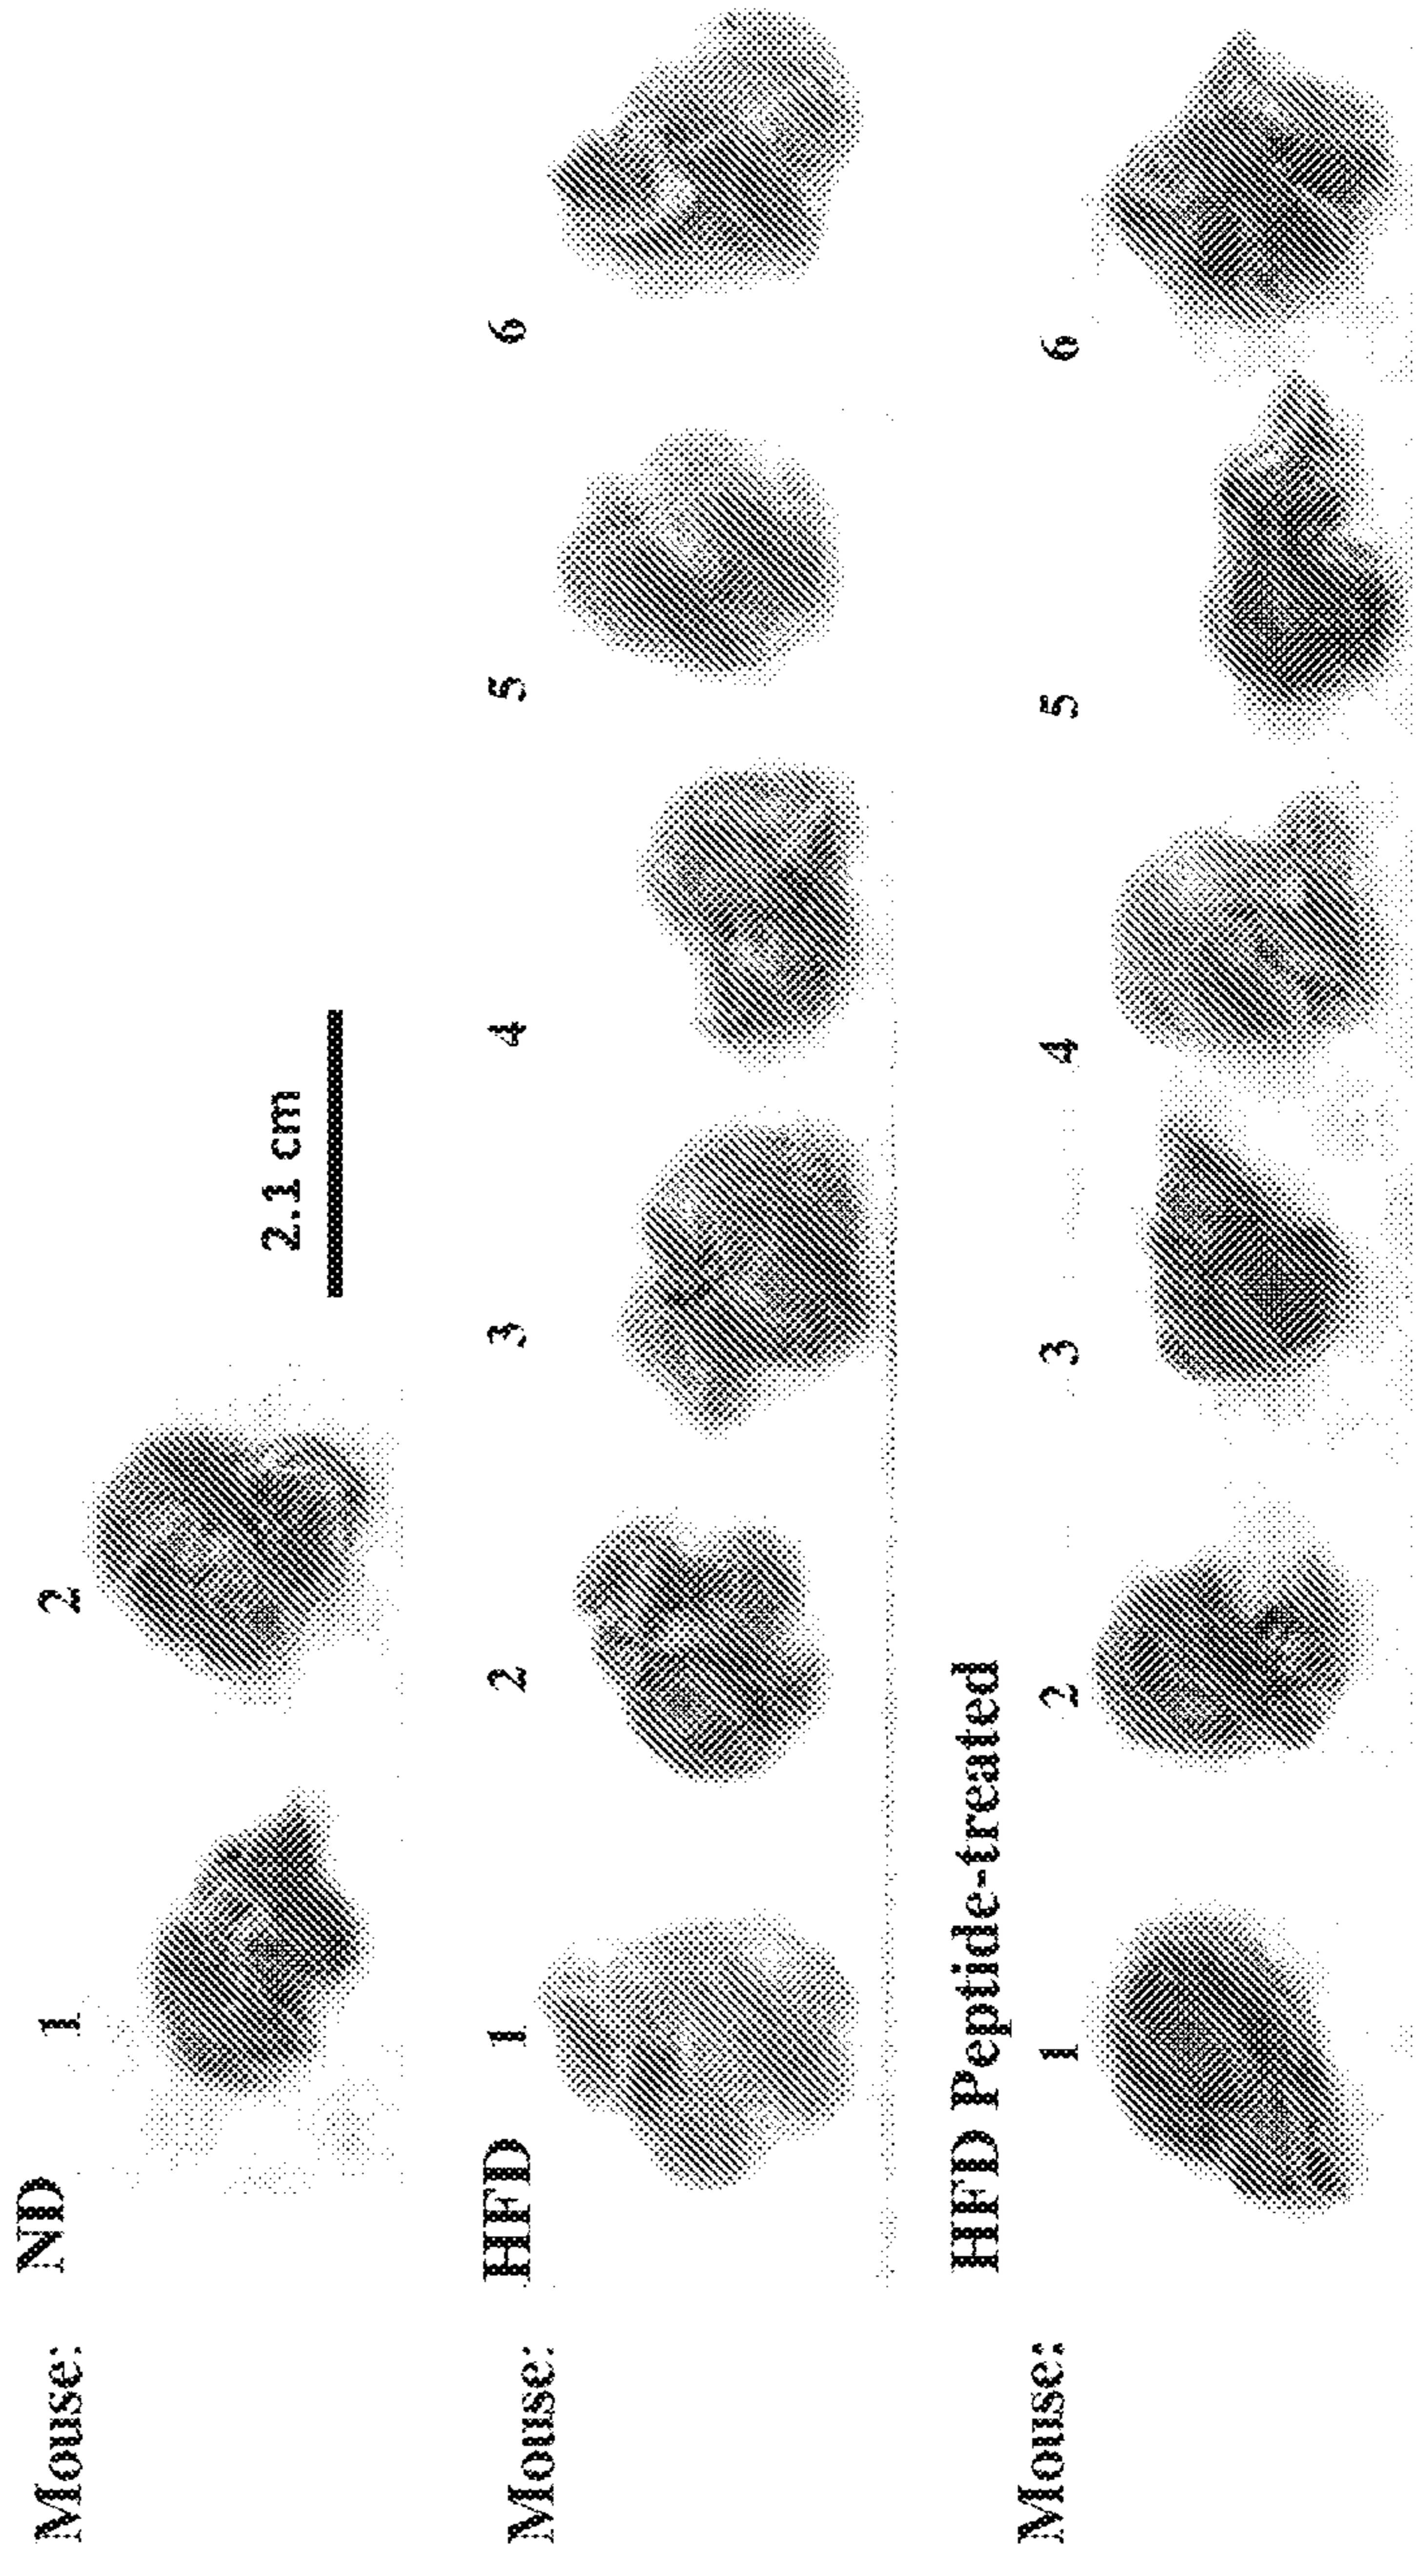 Mouse: ND 1 2
2.1 cm
Mouse: HFD 1 2 3 4 5 6
HFD Peptide-treated
Mouse: 1 2 3 4 5 6